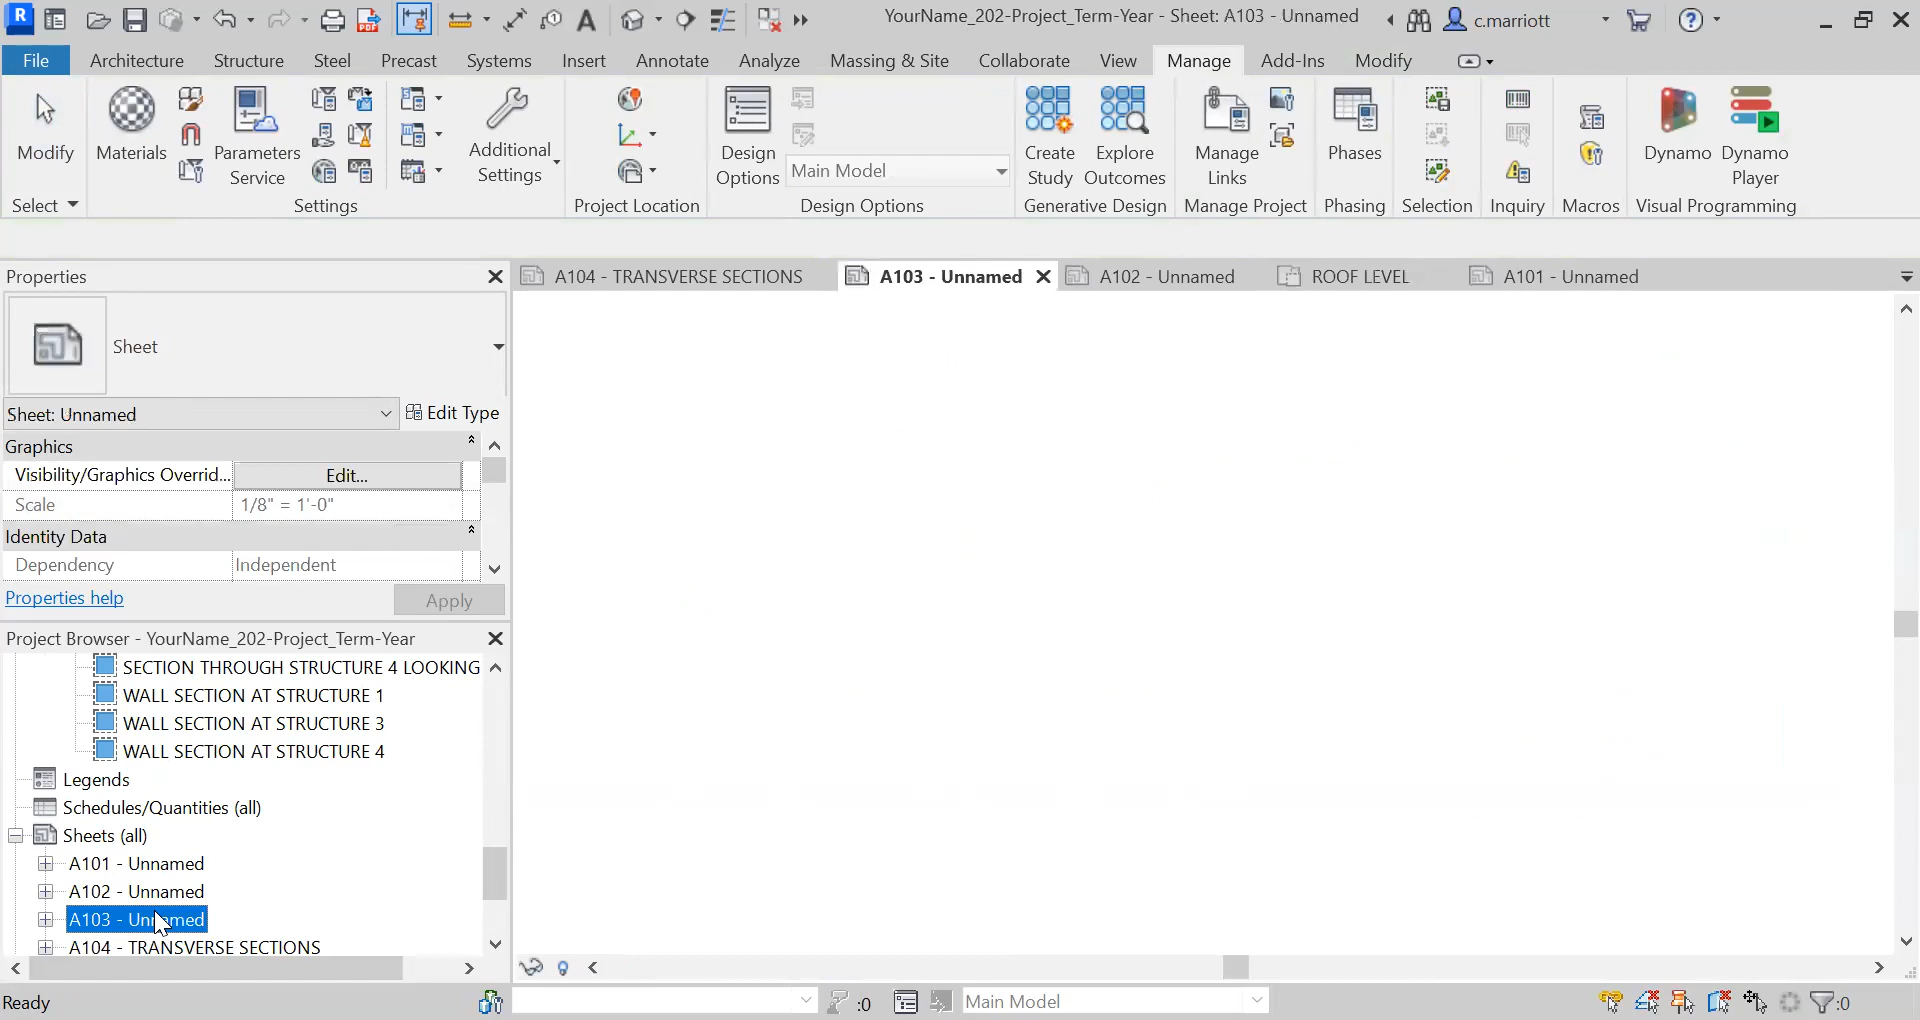 YourName_202-Project_Term-Year - Sheet: A103 - Unnamed
c.marriott
File Architecture Structure Steel Precast Systems Insert Annotate Analyze Massing & Site Collaborate View Manage Add-Ins Modify
Modify
Materials
Parameters
Service
Additional
Settings
Design
Options
Main Model
Create
Study
Explore
Outcomes
Manage
Links
Phases
Dynamo
Dynamo
Player
Select Settings Project Location Design Options Generative Design Manage Project Phasing Selection Inquiry Macros Visual Programming
Properties
A104 - TRANSVERSE SECTIONS A103 - Unnamed A102 - Unnamed ROOF LEVEL A101 - Unnamed
Sheet
Sheet: Unnamed
Edit Type
Graphics
Visibility/Graphics Overrid... Edit...
Scale 1/8" = 1'-0"
Identity Data
Dependency Independent
Properties help
Apply
Project Browser - YourName_202-Project_Term-Year
SECTION THROUGH STRUCTURE 4 LOOKING
WALL SECTION AT STRUCTURE 1
WALL SECTION AT STRUCTURE 3
WALL SECTION AT STRUCTURE 4
Legends
Schedules/Quantities (all)
Sheets (all)
A101 - Unnamed
A102 - Unnamed
A103 - Unnamed
A104 - TRANSVERSE SECTIONS
Ready
:0
Main Model
:0